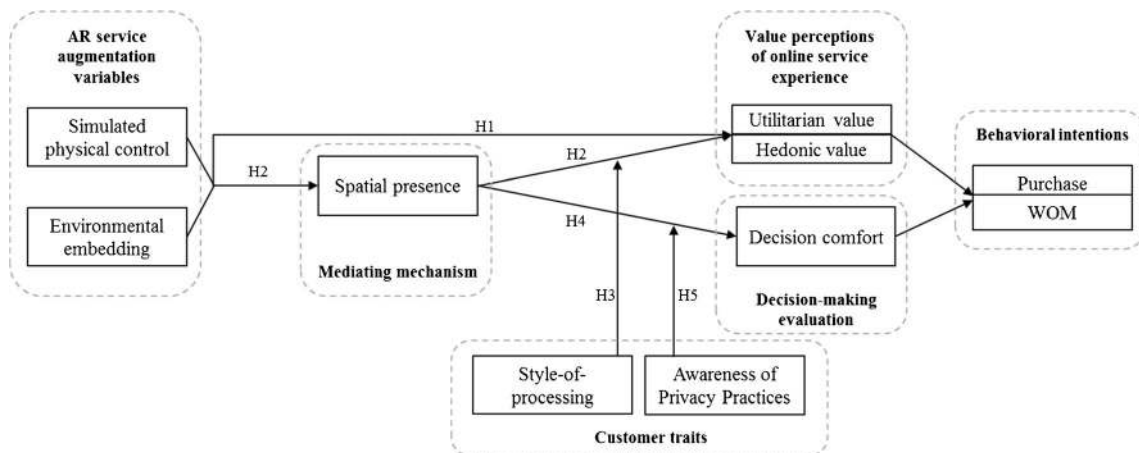 AR service
augmentation
variables
Simulated
physical control
Environmental
embedding
H1
H2
Spatial presence
Mediating mechanism
H2
H4
H3
H5
Value perceptions
of online service
experience
Utilitarian value
Hedonic value
Decision comfort
Decision-making
evaluation
Behavioral intentions
Purchase
WOM
Style-of-
processing
Awareness of
Privacy Practices
Customer traits